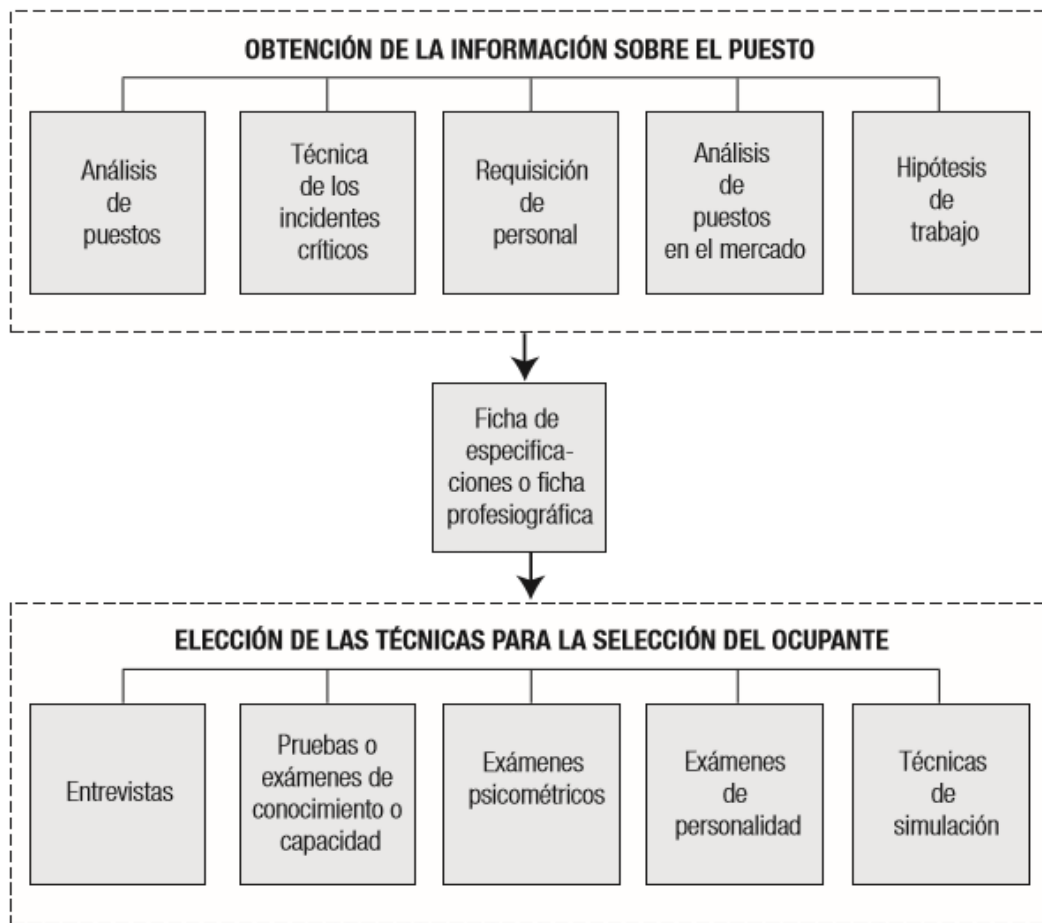 OBTENCIÓN DE LA INFORMACIÓN SOBRE EL PUESTO
Análisis
de
puestos
Técnica
de los
incidentes
críticos
Requisición
de
personal
Análisis
de
puestos
en el mercado
Hipótesis
de
trabajo
Ficha de
especifica-
ciones o ficha
profesiográfica
ELECCIÓN DE LAS TÉCNICAS PARA LA SELECCIÓN DEL OCUPANTE
Entrevistas
Pruebas o
exámenes de
conocimiento o
capacidad
Exámenes
psicométricos
Exámenes
de
personalidad
Técnicas
de
simulación